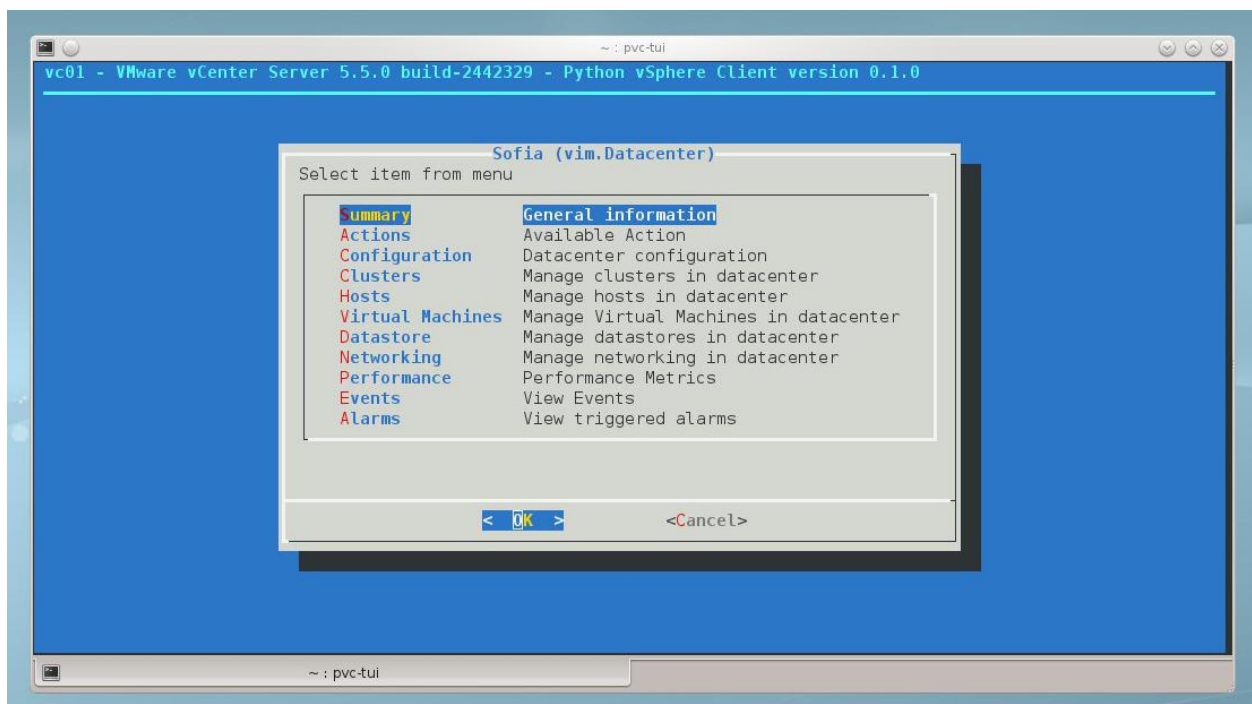 ~ : pvc-tui
vc01 - VMware vCenter Server 5.5.0 build-2442329 - Python vSphere Client version 0.1.0
Sofia (vim.Datacenter)
Select item from menu
Summary General information
Actions Available Action
Configuration Datacenter configuration
Clusters Manage clusters in datacenter
Hosts Manage hosts in datacenter
Virtual Machines Manage Virtual Machines in datacenter
Datastore Manage datastores in datacenter
Networking Manage networking in datacenter
Performance Performance Metrics
Events View Events
Alarms View triggered alarms
< OK > <Cancel>
~ : pvc-tui